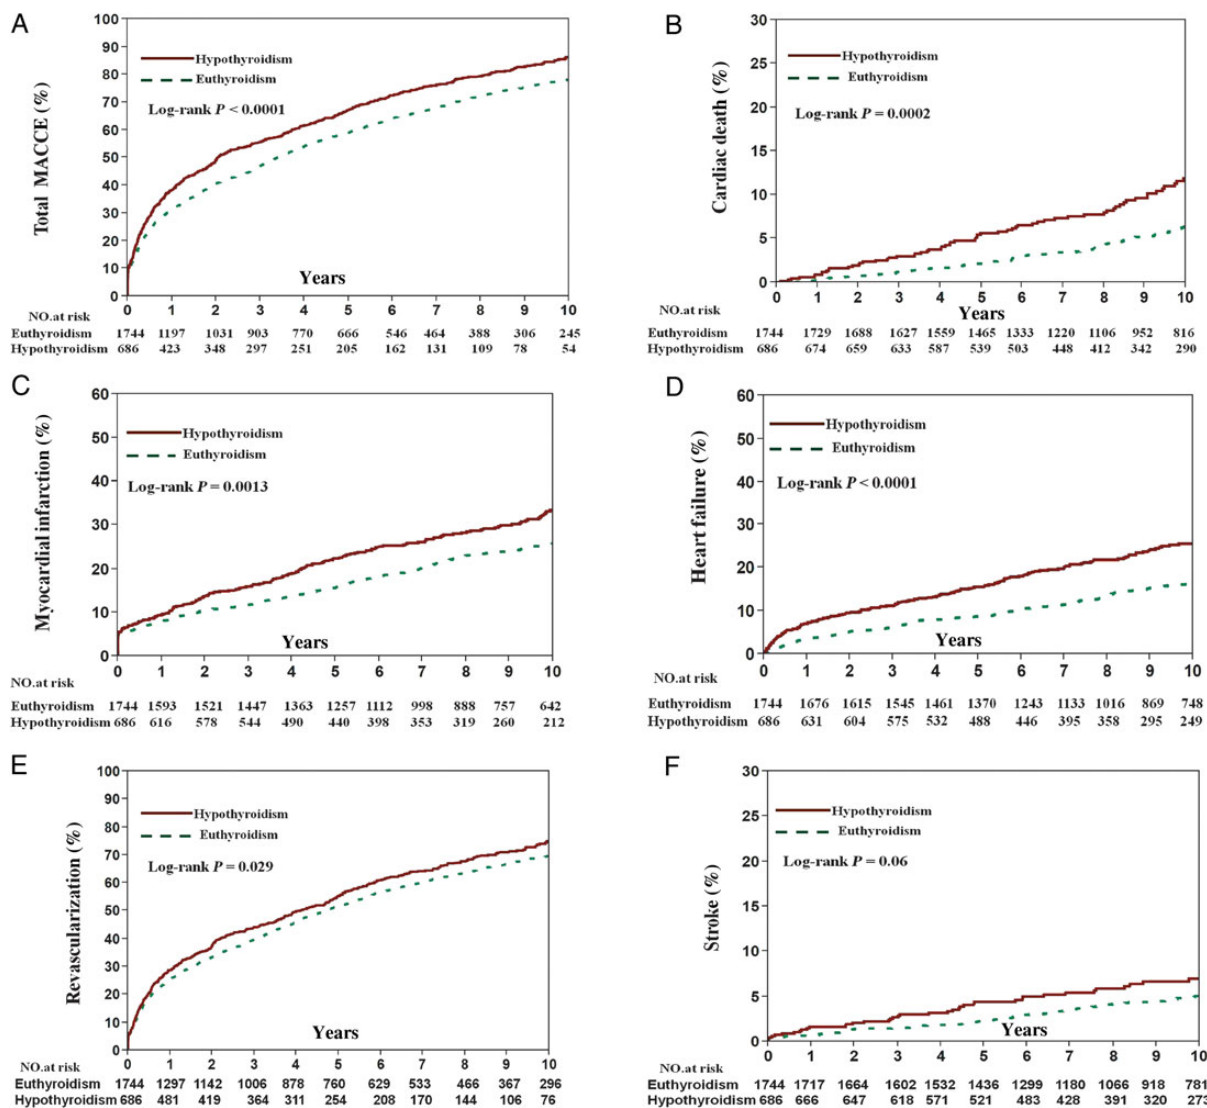 A
Total MACCE (%)
100
90
80
70
60
50
40
30
20
10
0
Hypothyroidism
Euthyroidism
Log-rank P < 0.0001
Years
0 1 2 3 4 5 6 7 8 9 10
NO.at risk
Euthyroidism 1744 1197 1031 903 770 666 546 464 388 306 245
Hypothyroidism 686 423 348 297 251 205 162 131 109 78 54
B
Cardiac death (%)
30
25
20
15
10
5
0
Hypothyroidism
Euthyroidism
Log-rank P = 0.0002
0 1 2 3 4 5 6 7 8 9 10
Years
NO.at risk
Euthyroidism 1744 1729 1688 1627 1559 1465 1333 1220 1106 952 816
Hypothyroidism 686 674 659 633 587 539 503 448 412 342 290
C
Myocardial infarction (%)
60
50
40
30
20
10
0
Hypothyroidism
Euthyroidism
Log-rank P = 0.0013
Years
0 1 2 3 4 5 6 7 8 9 10
NO.at risk
Euthyroidism 1744 1593 1521 1447 1363 1257 1112 998 888 757 642
Hypothyroidism 686 616 578 544 490 440 398 353 319 260 212
D
Heart failure (%)
60
50
40
30
20
10
0
Hypothyroidism
Euthyroidism
Log-rank P < 0.0001
Years
0 1 2 3 4 5 6 7 8 9 10
NO.at risk
Euthyroidism 1744 1676 1615 1545 1461 1370 1243 1133 1016 869 748
Hypothyroidism 686 631 604 575 532 488 446 395 358 295 249
E
Revascularization (%)
100
90
80
70
60
50
40
30
20
10
0
Hypothyroidism
Euthyroidism
Log-rank P = 0.029
Years
0 1 2 3 4 5 6 7 8 9 10
NO.at risk
Euthyroidism 1744 1297 1142 1006 878 760 629 533 466 367 296
Hypothyroidism 686 481 419 364 311 254 208 170 144 106 76
F
Stroke (%)
30
25
20
15
10
5
0
Hypothyroidism
Euthyroidism
Log-rank P = 0.06
Years
0 1 2 3 4 5 6 7 8 9 10
NO.at risk
Euthyroidism 1744 1717 1664 1602 1532 1436 1299 1180 1066 918 781
Hypothyroidism 686 666 647 618 571 521 483 428 391 320 273